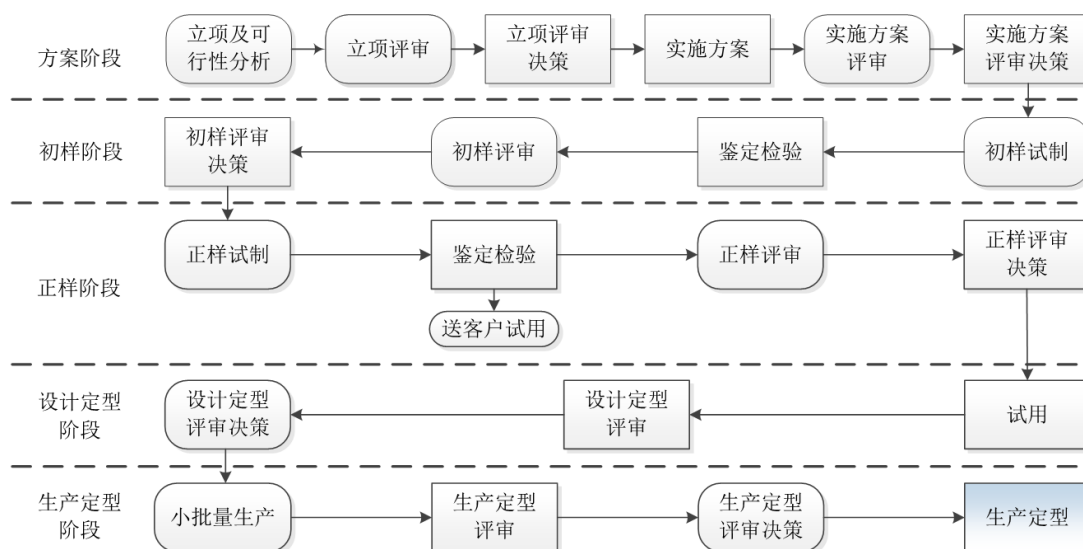 方案阶段
立项及可
行性分析
立项评审
立项评审
决策
实施方案
实施方案
评审
实施方案
评审决策
初样阶段
初样评审
决策
初样评审
鉴定检验
初样试制
正样阶段
正样试制
鉴定检验
正样评审
正样评审
决策
送客户试用
设计定型
阶段
设计定型
评审决策
设计定型
评审
试用
生产定型
阶段
小批量生产
生产定型
评审
生产定型
评审决策
生产定型